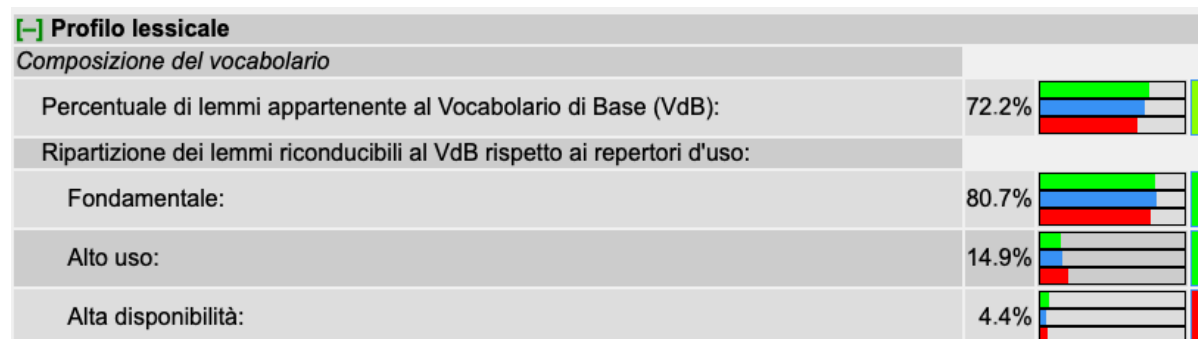 [–] Profilo lessicale
Composizione del vocabolario
Percentuale di lemmi appartenente al Vocabolario di Base (VdB): 72.2%
Ripartizione dei lemmi riconducibili al VdB rispetto ai repertori d'uso:
Fondamentale: 80.7%
Alto uso: 14.9%
Alta disponibilità: 4.4%